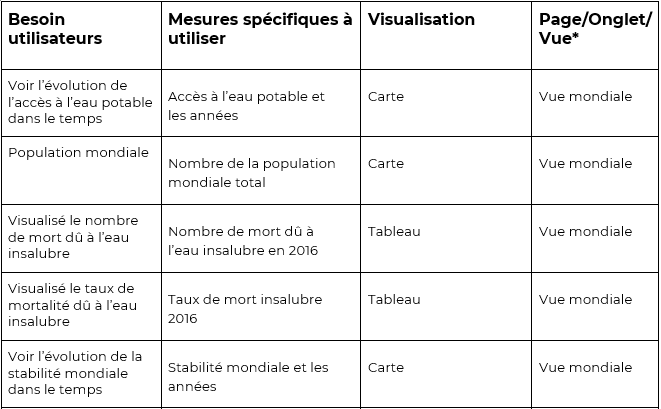 Besoin
utilisateurs
Mesures spécifiques à
utiliser
Visualisation
Page/Onglet/
Vue*
Voir l'évolution de
l'accès à l'eau potable
dans le temps
Accès à l'eau potable et
les années
Carte
Vue mondiale
Population mondiale
Nombre de la population
mondiale total
Carte
Vue mondiale
Visualisé le nombre
de mort dû à l'eau
insalubre
Nombre de mort dû à
l'eau insalubre en 2016
Tableau
Vue mondiale
Visualisé le taux de
mortalité dû à l'eau
insalubre
Taux de mort insalubre
2016
Tableau
Vue mondiale
Voir l'évolution de la
stabilité mondiale
dans le temps
Stabilité mondiale et les
années
Carte
Vue mondiale